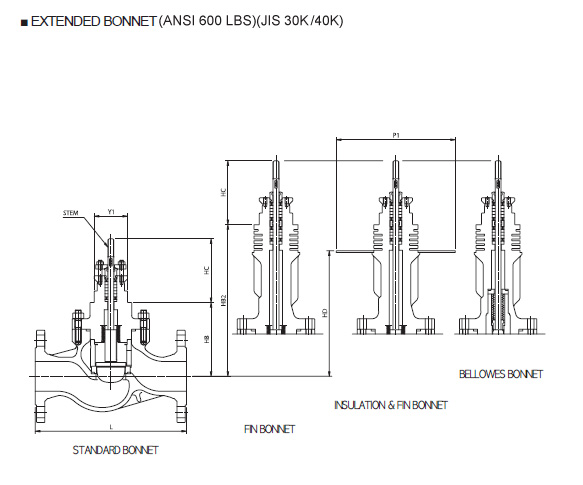 ■ EXTENDED BONNET(ANSI 600 LBS)(JIS 30K/40K)
P1
HC
STEM
Y1
HC
HB2
HD
HB
L
BELLOWES BONNET
INSULATION & FIN BONNET
FIN BONNET
STANDARD BONNET